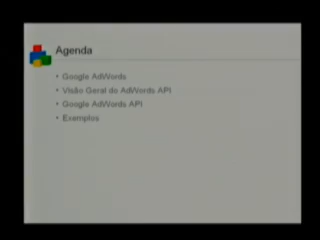 Agenda
• Google AdWords
• Visão Geral do AdWords API
• Google AdWords API
• Exemplos